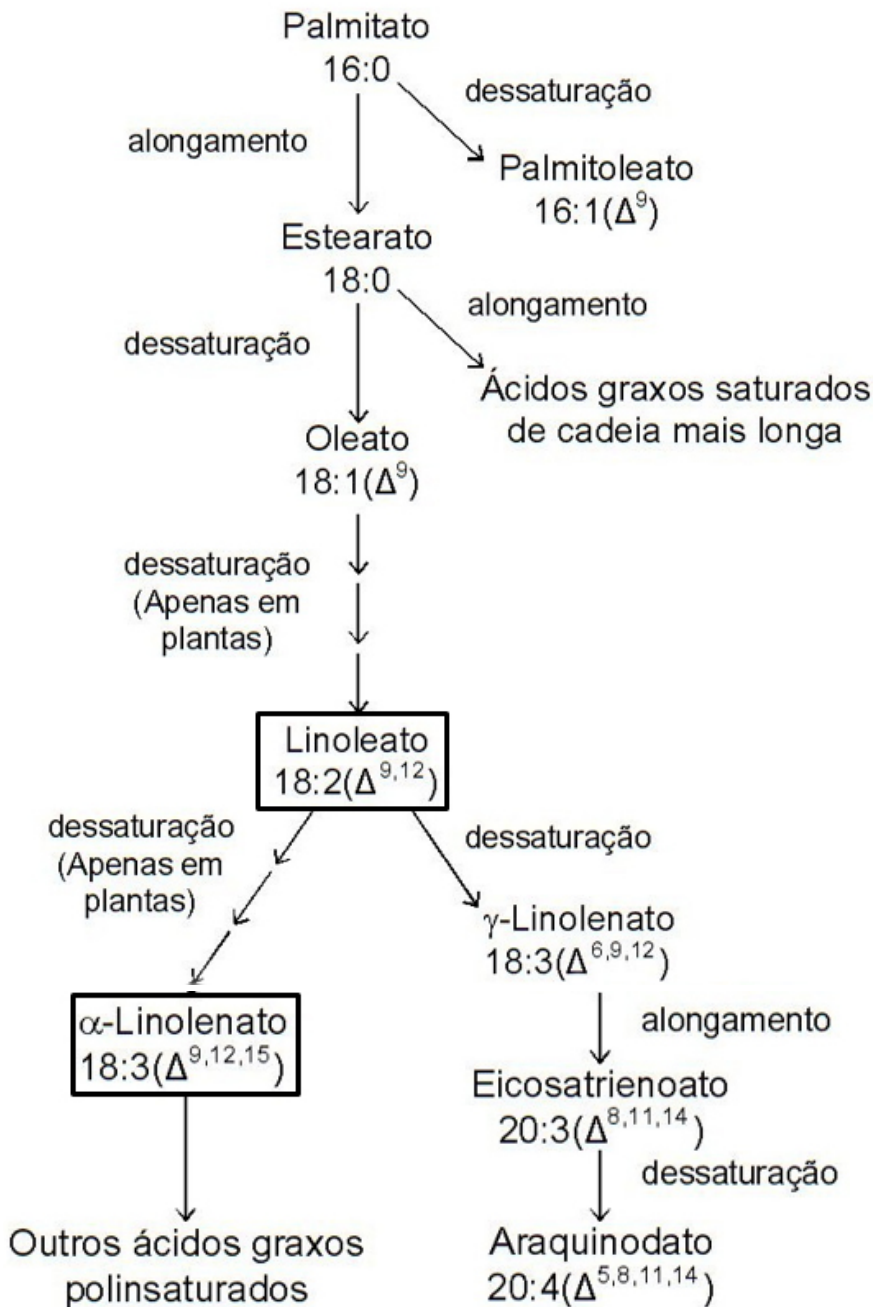 Palmitato
16:0
dessaturação
alongamento
Palmitoleato
16:1(Δ⁹)
Estearato
18:0
alongamento
dessaturação
Ácidos graxos saturados
de cadeia mais longa
Oleato
18:1(Δ⁹)
dessaturação
(Apenas em
plantas)
Linoleato
18:2(Δ⁹,¹²)
dessaturação
(Apenas em
plantas)
dessaturação
γ-Linolenato
18:3(Δ⁶,⁹,¹²)
α-Linolenato
18:3(Δ⁹,¹²,¹⁵)
alongamento
Eicosatrienoato
20:3(Δ⁸,¹¹,¹⁴)
dessaturação
Outros ácidos graxos
polinsaturados
Araquinodato
20:4(Δ⁵,⁸,¹¹,¹⁴)